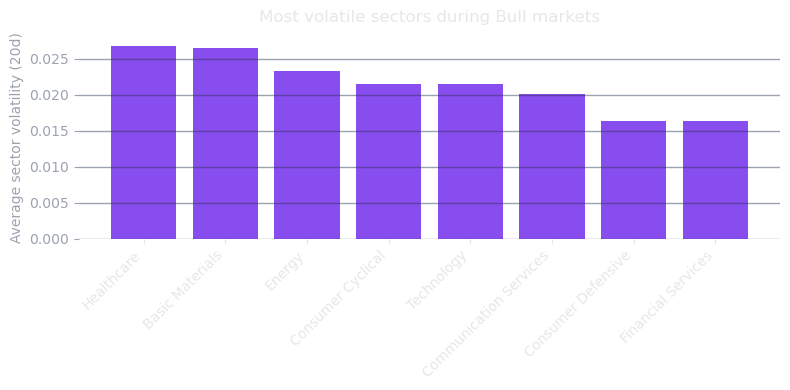 Most volatile sectors during Bull markets
Average sector volatility (20d)
0.025
0.020
0.015
0.010
0.005
0.000
Healthcare
Basic Materials
Energy
Consumer Cyclical
Technology
Communication Services
Consumer Defensive
Financial Services